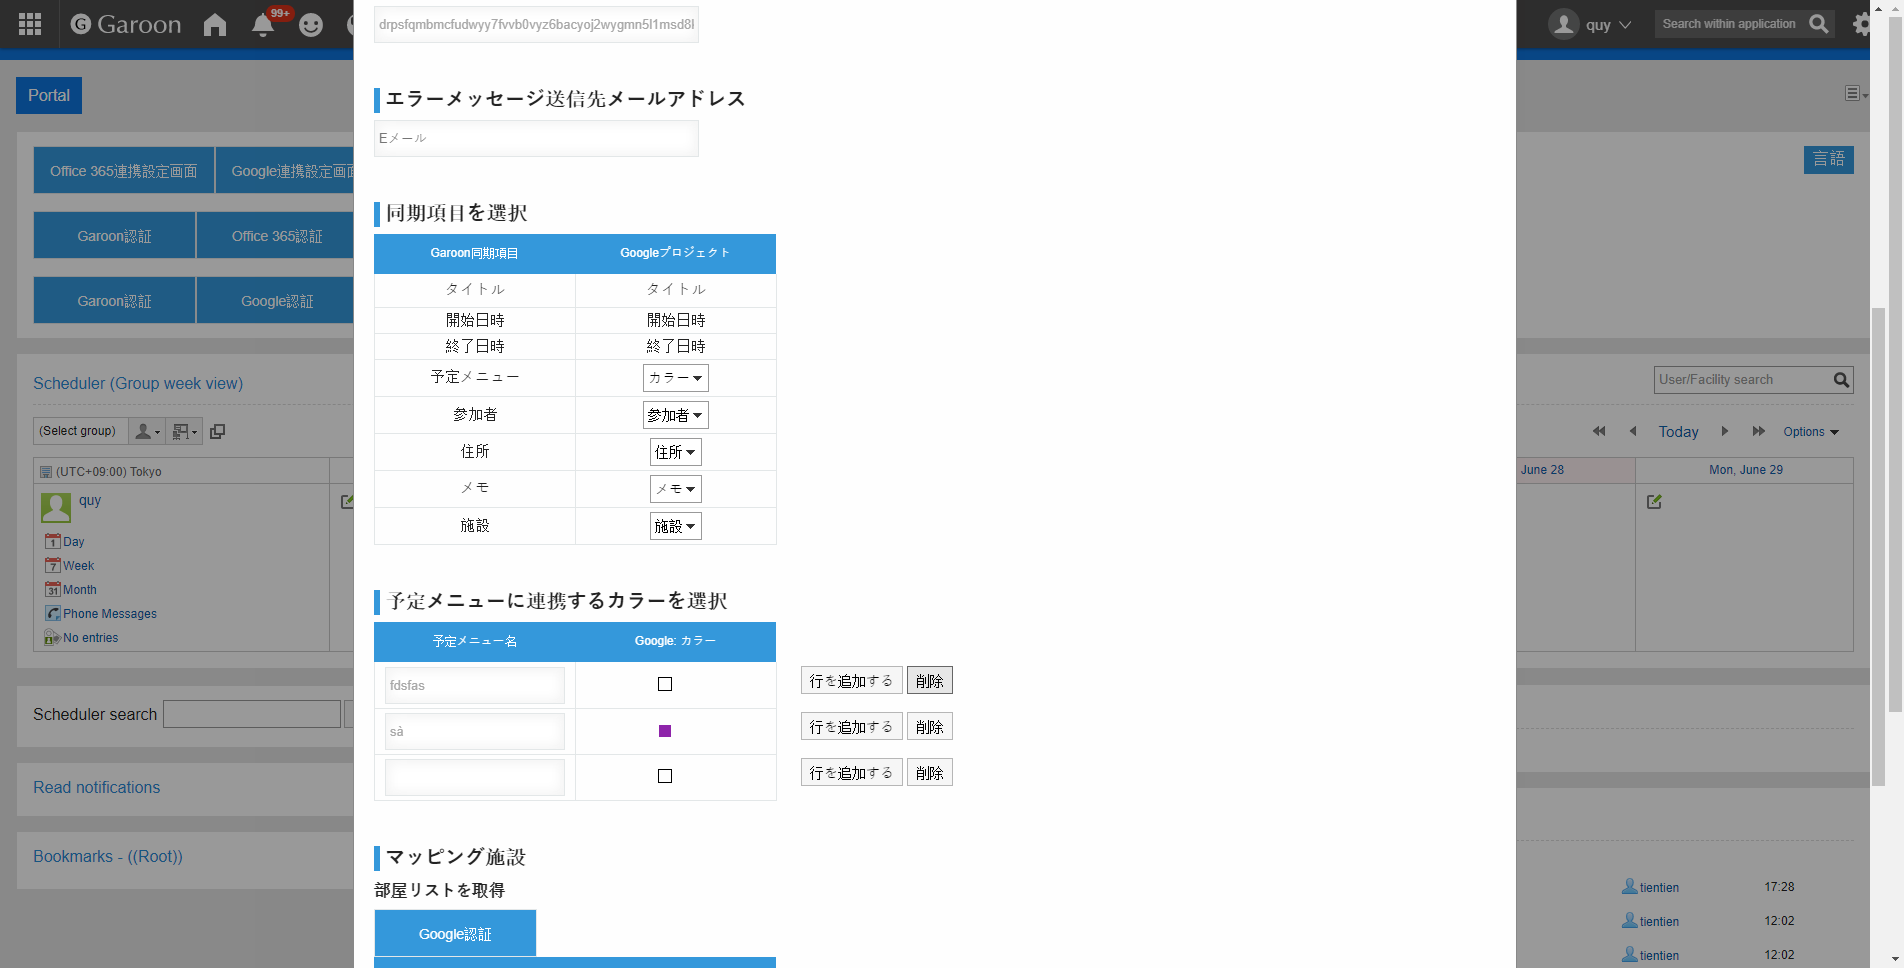 Garoon
99+
quy
Search within application
drpsfqmbmcfudwyy7fvvb0vyz6bacyoj2wygmn5l1msd8l
Portal
エラーメッセージ送信先メールアドレス
Eメール
Office 365連携設定画面
Google連携設定画面
言語
Garoon認証
Office 365認証
Garoon認証
Google認証
同期項目を選択
Garoon同期項目
Googleプロジェクト
タイトル
タイトル
開始日時
開始日時
終了日時
終了日時
予定メニュー
カラー
参加者
参加者
住所
住所
メモ
メモ
施設
施設
Scheduler (Group week view)
User/Facility search
(Select group)
Today
Options
(UTC+09:00) Tokyo
June 28
Mon, June 29
quy
1 Day
7 Week
31 Month
Phone Messages
No entries
予定メニューに連携するカラーを選択
予定メニュー名
Google: カラー
fdsfas
行を追加する
削除
sà
行を追加する
削除
行を追加する
削除
Scheduler search
Read notifications
Bookmarks - ((Root))
マッピング施設
部屋リストを取得
Google認証
tientien
17:28
tientien
12:02
tientien
12:02